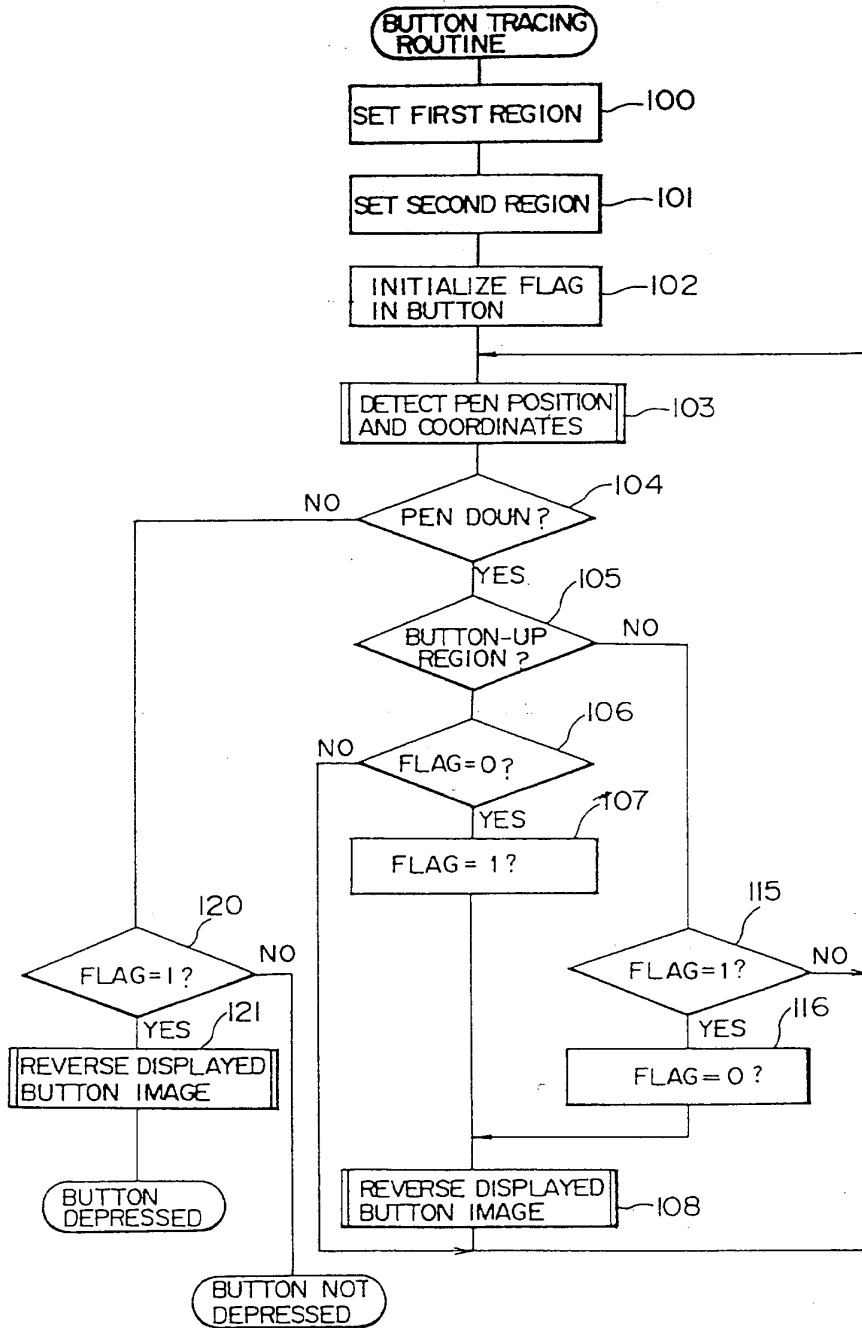 BUTTON TRACING
ROUTINE
SET FIRST REGION
100
SET SECOND REGION
101
INITIALIZE FLAG
IN BUTTON
102
DETECT PEN POSITION
AND COORDINATES
103
104
NO
PEN DOUN?
YES
105
BUTTON-UP
REGION?
NO
106
NO
FLAG=0?
YES
107
FLAG=1?
120
FLAG=1?
NO
YES
121
REVERSE DISPLAYED
BUTTON IMAGE
BUTTON
DEPRESSED
BUTTON NOT
DEPRESSED
115
FLAG=1?
NO
YES
116
FLAG=0?
REVERSE DISPLAYED
BUTTON IMAGE
108